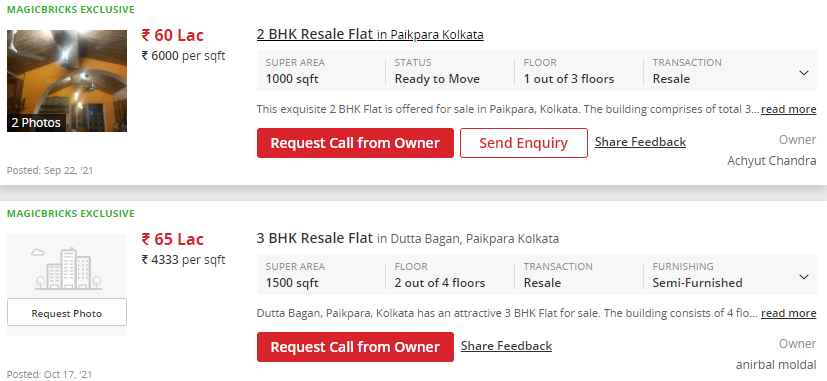 MAGICBRICKS EXCLUSIVE
₹ 60 Lac
₹ 6000 per sqft
2 Photos
Posted: Sep 22, '21
2 BHK Resale Flat in Paikpara Kolkata
SUPER AREA STATUS FLOOR TRANSACTION
1000 sqft Ready to Move 1 out of 3 floors Resale
This exquisite 2 BHK Flat is offered for sale in Paikpara, Kolkata. The building comprises of total 3... read more
Request Call from Owner Send Enquiry Share Feedback
Owner
Achyut Chandra
MAGICBRICKS EXCLUSIVE
₹ 65 Lac
₹ 4333 per sqft
Request Photo
Posted: Oct 17, '21
3 BHK Resale Flat in Dutta Bagan, Paikpara Kolkata
SUPER AREA FLOOR TRANSACTION FURNISHING
1500 sqft 2 out of 4 floors Resale Semi-Furnished
Dutta Bagan, Paikpara, Kolkata has an attractive 3 BHK Flat for sale. The building consists of 4 flo... read more
Request Call from Owner Share Feedback
Owner
anirbal moldal